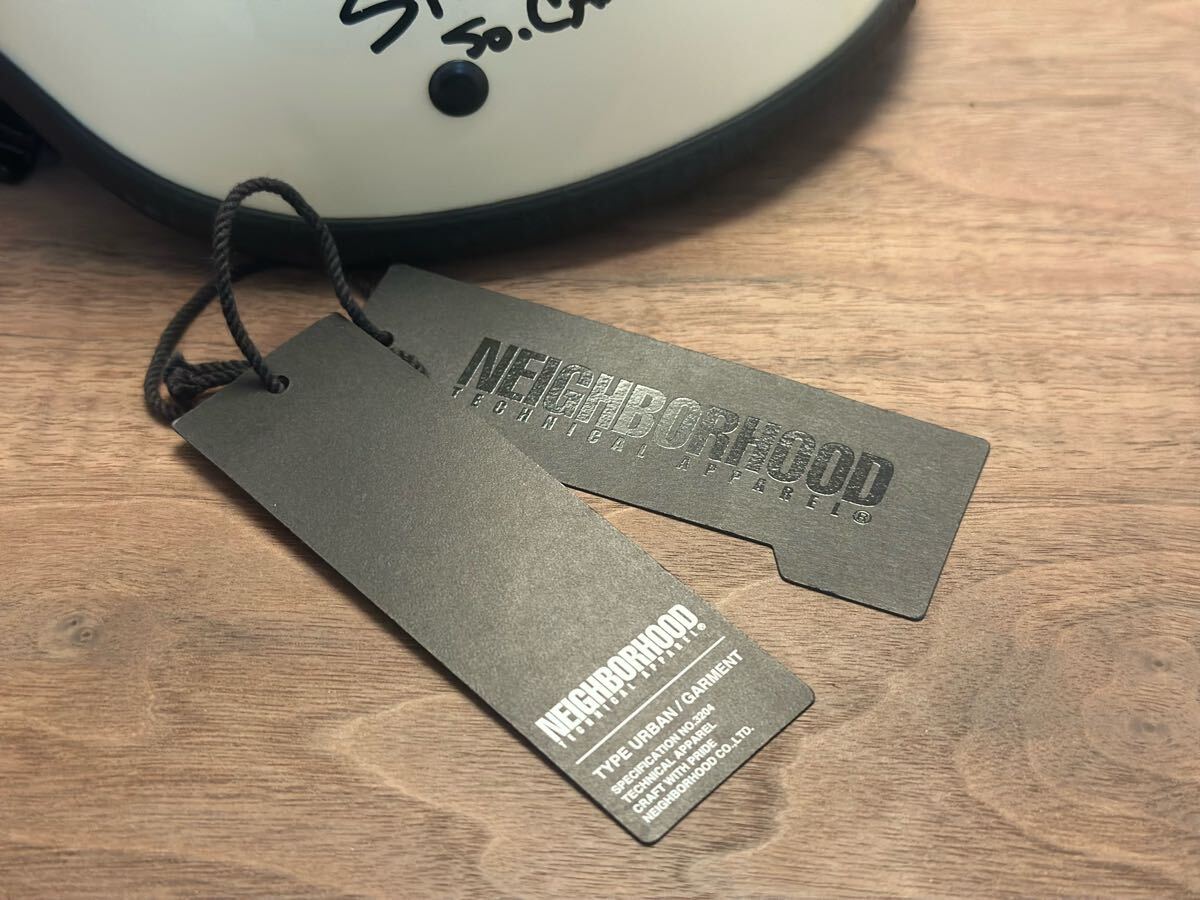 So.
NEIGHBORHOOD
TECHNICAL APPAREL®
NEIGHBORHOOD
TECHNICAL APPAREL®
TYPE URBAN / GARMENT
SPECIFICATION NO.3204
TECHNICAL APPAREL
CRAFT WITH PRIDE
NEIGHBORHOOD CO.,LTD.